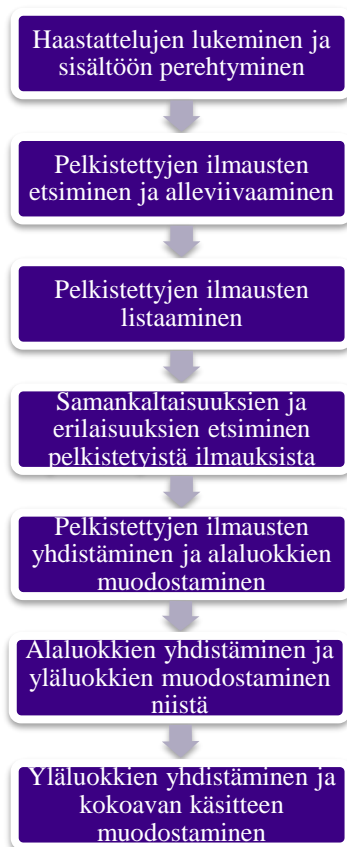 Haastattelujen lukeminen ja
sisältöön perehtyminen
Pelkistettyjen ilmausten
etsiminen ja alleviivaaminen
Pelkistettyjen ilmausten
listaaminen
Samankaltaisuuksien ja
erilaisuuksien etsiminen
pelkistetyistä ilmauksista
Pelkistettyjen ilmausten
yhdistäminen ja alaluokkien
muodostaminen
Alaluokkien yhdistäminen ja
yläluokkien muodostaminen
niistä
Yläluokkien yhdistäminen ja
kokoavan käsitteen
muodostaminen